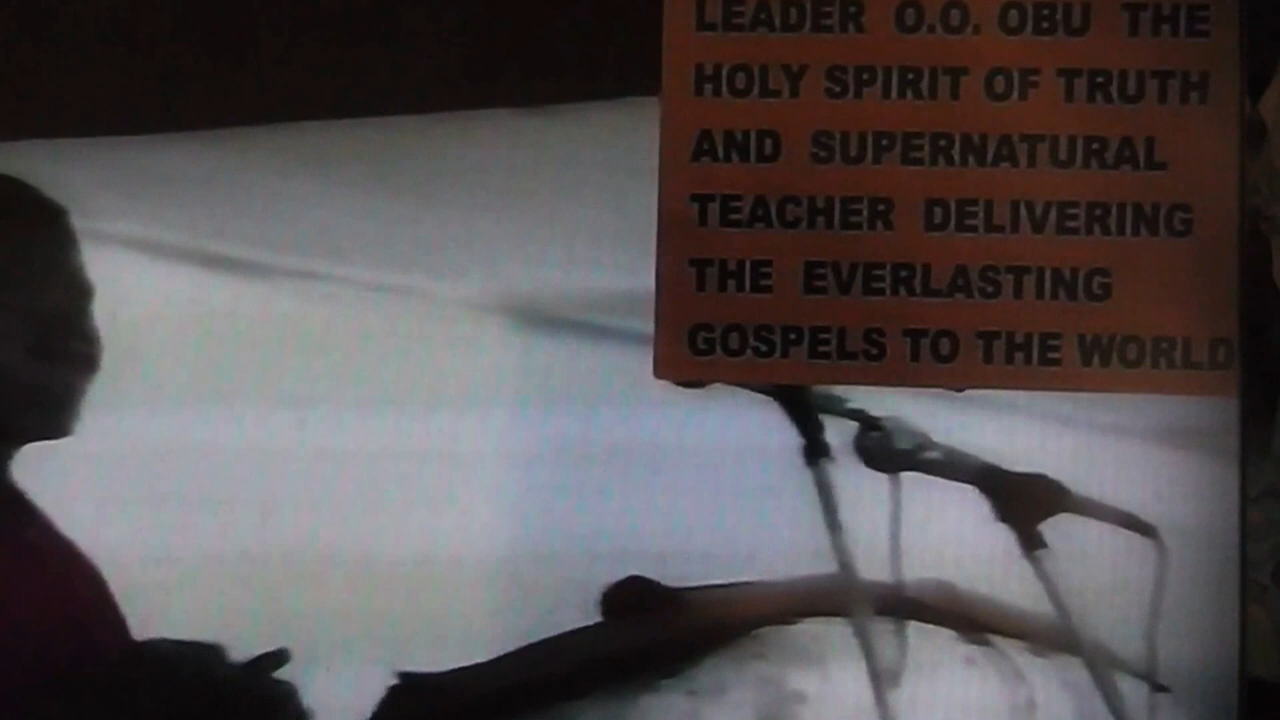 LEADER O.O. OBU THE
HOLY SPIRIT OF TRUTH
AND SUPERNATURAL
TEACHER DELIVERING
THE EVERLASTING
GOSPELS TO THE WORLD